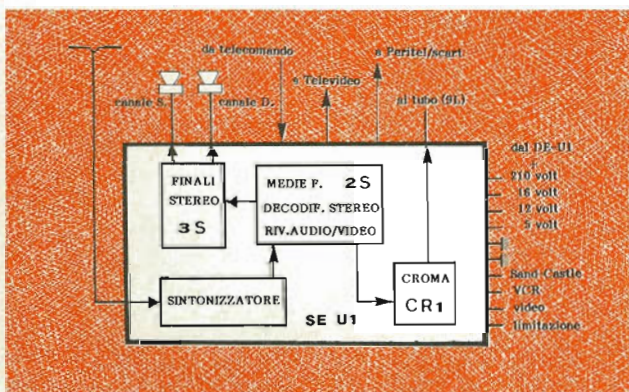 da telecomando
a Peritel/scart
a Televideo
canale S.
canale D.
al tubo (9L)
dal DE-U1
210 volt
16 volt
12 volt
5 volt
Sand-Castle
VCR
video
limitazione
FINALI
STEREO
3S
MEDIE F. 2S
DECODIF. STEREO
RIV.AUDIO/VIDEO
SINTONIZZATORE
CROMA
CR1
SE U1